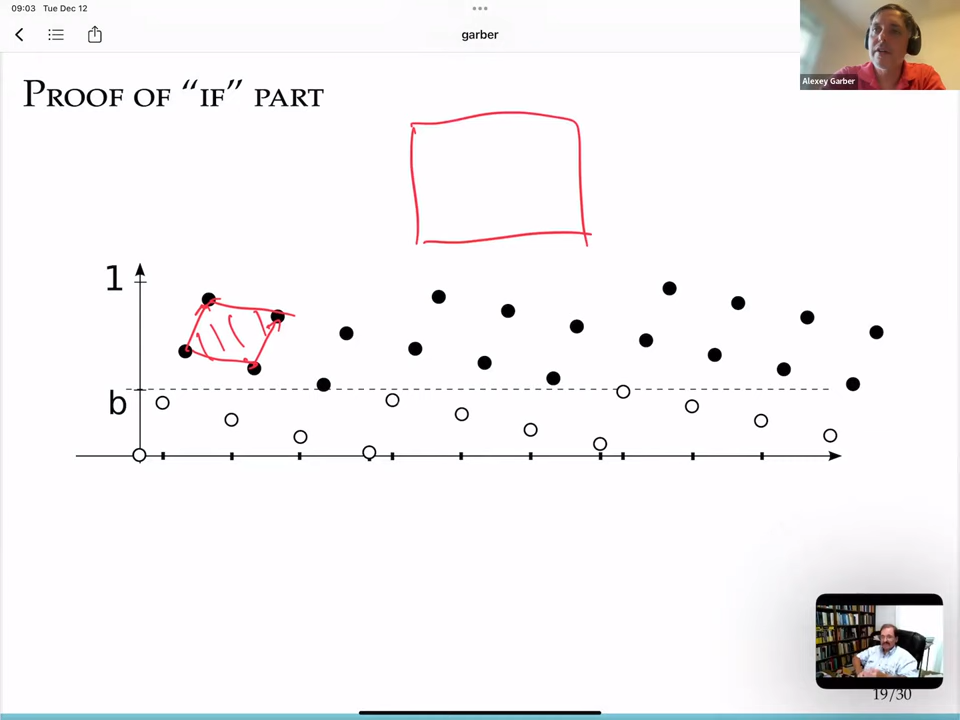 09:03 Tue Dec 12
garber
Alexey Garber
PROOF OF “IF” PART
1
b
19/30